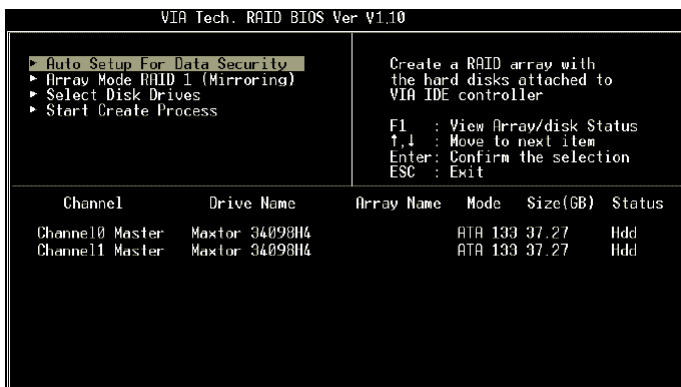 VIA Tech. RAID BIOS Ver V1.10
► Auto Setup For Data Security
► Array Mode RAID 1 (Mirroring)
► Select Disk Drives
► Start Create Process
Create a RAID array with
the hard disks attached to
VIA IDE controller
F1 : View Array/disk Status
↑,↓ : Move to next item
Enter: Confirm the selection
ESC : Exit
Channel Drive Name Array Name Mode Size(GB) Status
Channel0 Master Maxtor 34098H4 ATA 133 37.27 Hdd
Channel1 Master Maxtor 34098H4 ATA 133 37.27 Hdd